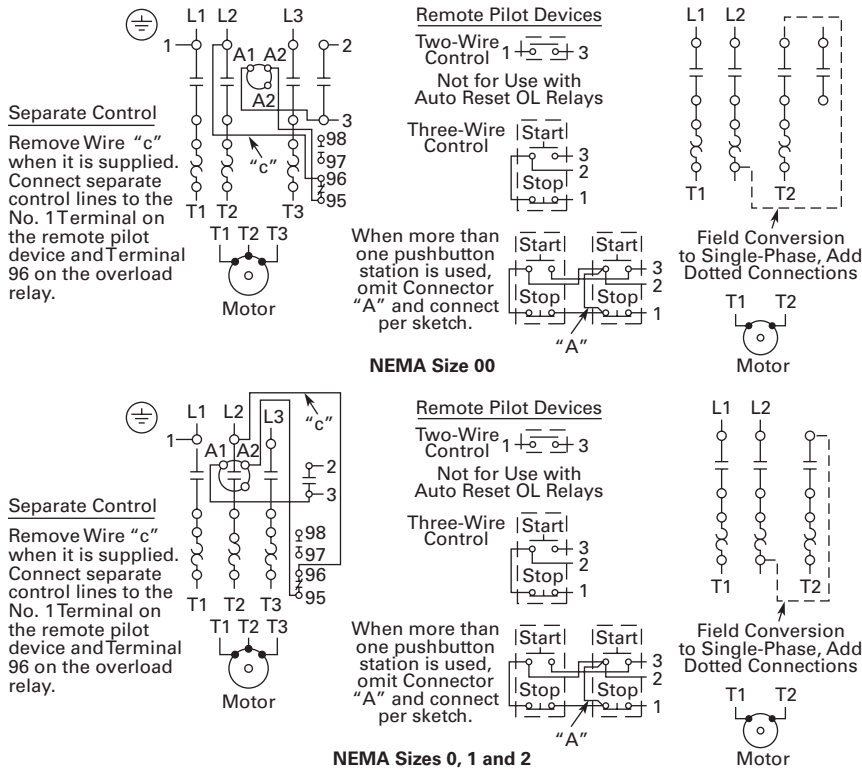 L1 L2 L3
1 2
A1 A2
A2
3
98
97
"c" 96
95
T1 T2 T3
T1 T2 T3
Motor
Separate Control
Remove Wire "c"
when it is supplied.
Connect separate
control lines to the
No. 1 Terminal on
the remote pilot
device and Terminal
96 on the overload
relay.
Remote Pilot Devices
Two-Wire
Control 1 3
Not for Use with
Auto Reset OL Relays
Three-Wire
Control
Start
3
2
Stop
1
When more than
one pushbutton
station is used,
omit Connector
"A" and connect
per sketch.
Start Start
3
2
Stop Stop
1
"A"
L1 L2
T1 T2
Field Conversion
to Single-Phase, Add
Dotted Connections
T1 T2
Motor
NEMA Size 00
L1 L2 L3
"c"
1
A1 A2
2
3
98
97
96
95
T1 T2 T3
T1 T2 T3
Motor
Separate Control
Remove Wire "c"
when it is supplied.
Connect separate
control lines to the
No. 1 Terminal on
the remote pilot
device and Terminal
96 on the overload
relay.
Remote Pilot Devices
Two-Wire
Control 1 3
Not for Use with
Auto Reset OL Relays
Three-Wire
Control
Start
3
2
Stop
1
When more than
one pushbutton
station is used,
omit Connector
"A" and connect
per sketch.
Start Start
3
2
Stop Stop
1
"A"
L1 L2
T1 T2
Field Conversion
to Single-Phase, Add
Dotted Connections
T1 T2
Motor
NEMA Sizes 0, 1 and 2